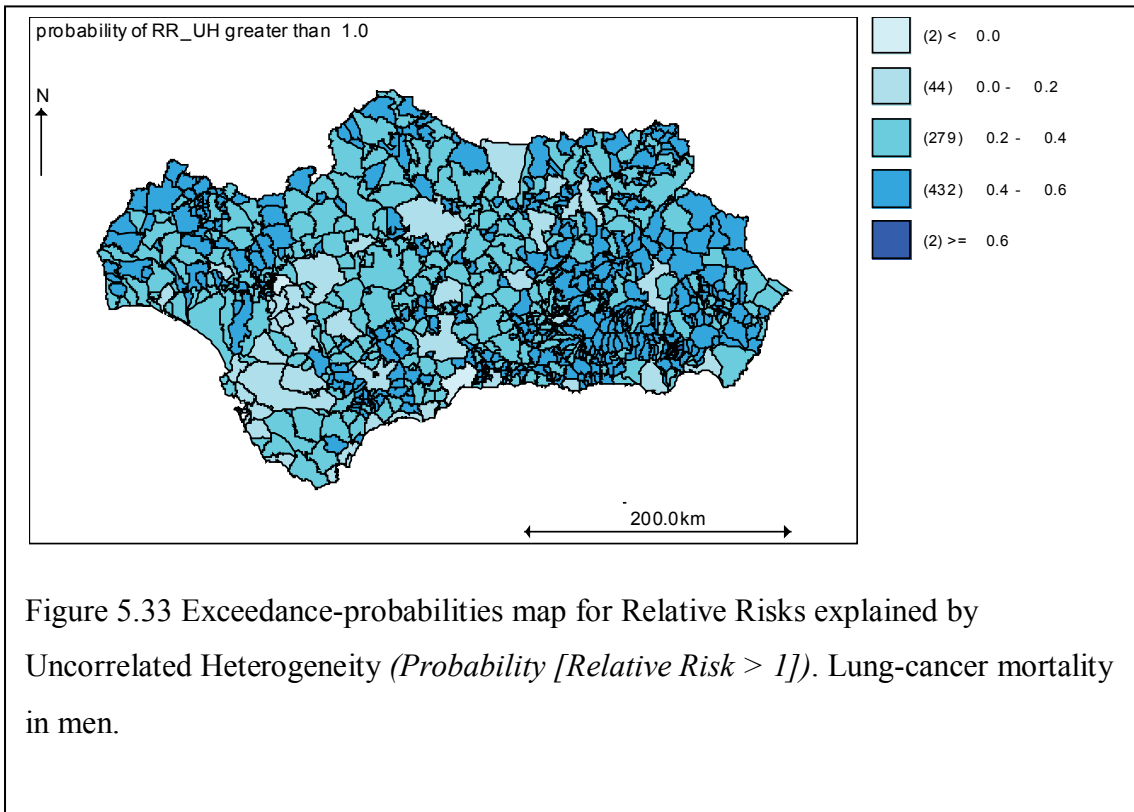 probability of RR_UH greater than 1.0
N
200.0km
(2) < 0.0
(44) 0.0 - 0.2
(279) 0.2 - 0.4
(432) 0.4 - 0.6
(2) >= 0.6
Figure 5.33 Exceedance-probabilities map for Relative Risks explained by
Uncorrelated Heterogeneity (Probability [Relative Risk > 1]). Lung-cancer mortality
in men.